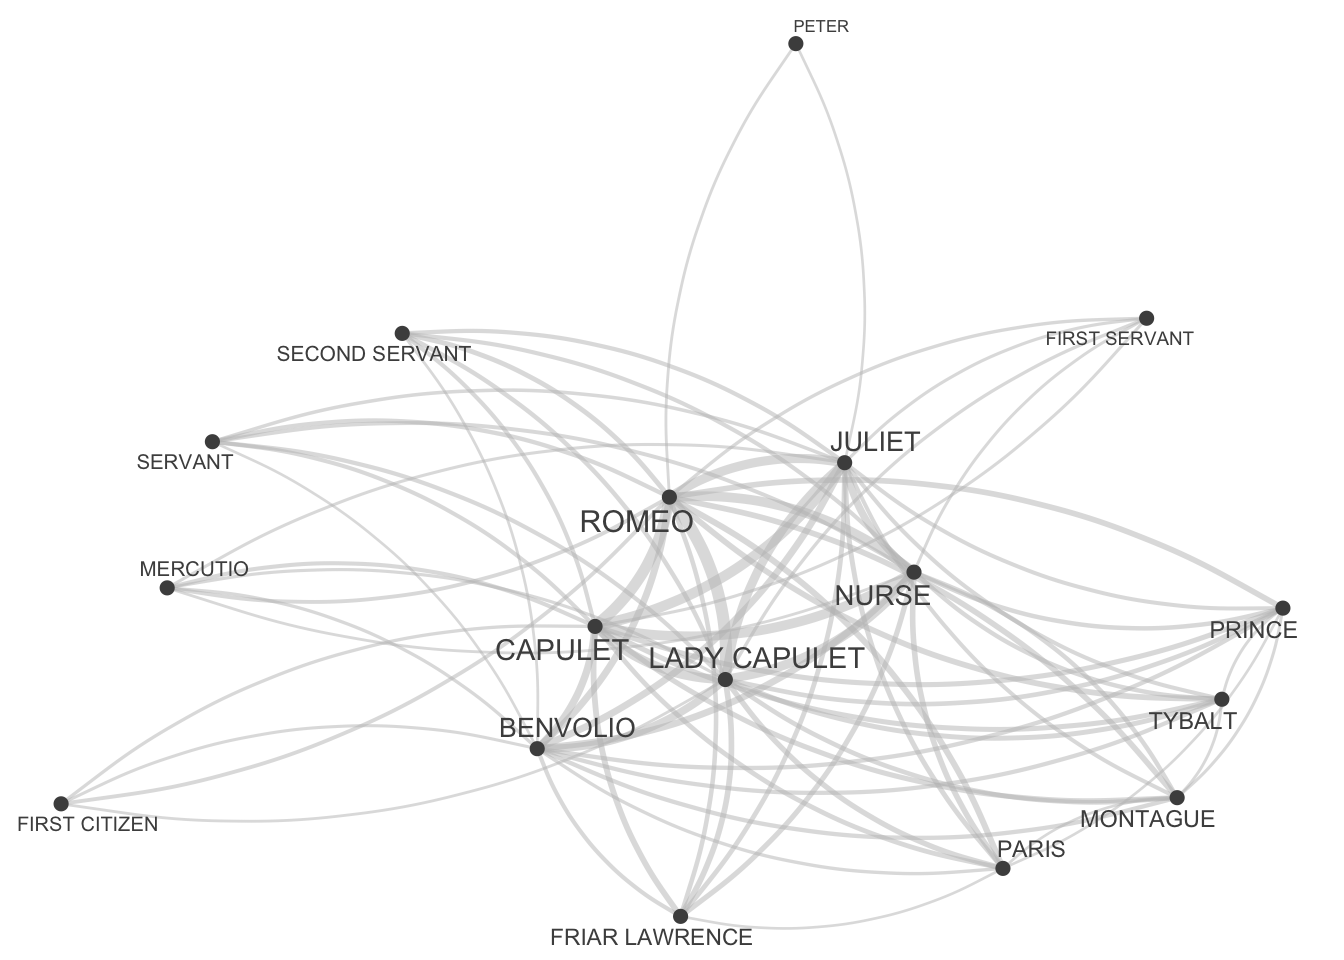 PETER
FIRST SERVANT
SECOND SERVANT
JULIET
SERVANT
ROMEO
MERCUTIO
NURSE
PRINCE
CAPULET
LADY CAPULET
TYBALT
BENVOLIO
MONTAGUE
FIRST CITIZEN
PARIS
FRIAR LAWRENCE